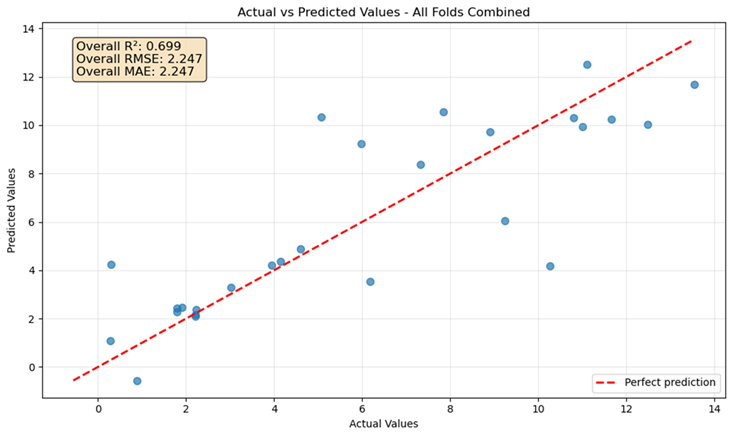 Actual vs Predicted Values - All Folds Combined
14
12
10
8
6
4
2
0
Predicted Values
Overall R²: 0.699
Overall RMSE: 2.247
Overall MAE: 2.247
Perfect prediction
0 2 4 6 8 10 12 14
Actual Values